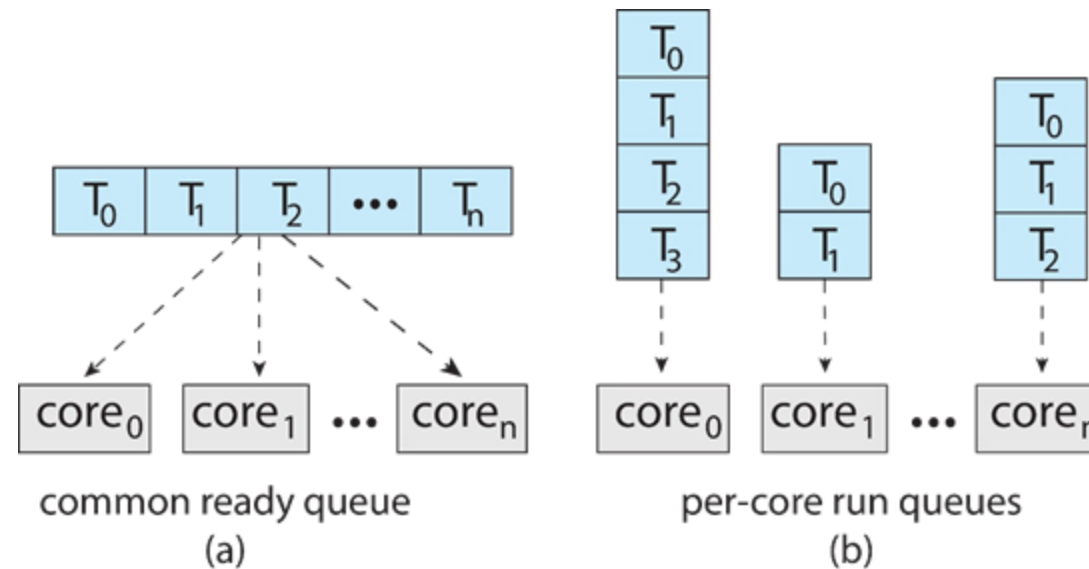 T₀ T₁ T₂ ••• Tₙ
core₀ core₁ ••• coreₙ
common ready queue
(a)
T₀
T₁
T₂
T₃
T₀
T₁
T₀
T₁
T₂
core₀ core₁ ••• coreₙ
per-core run queues
(b)